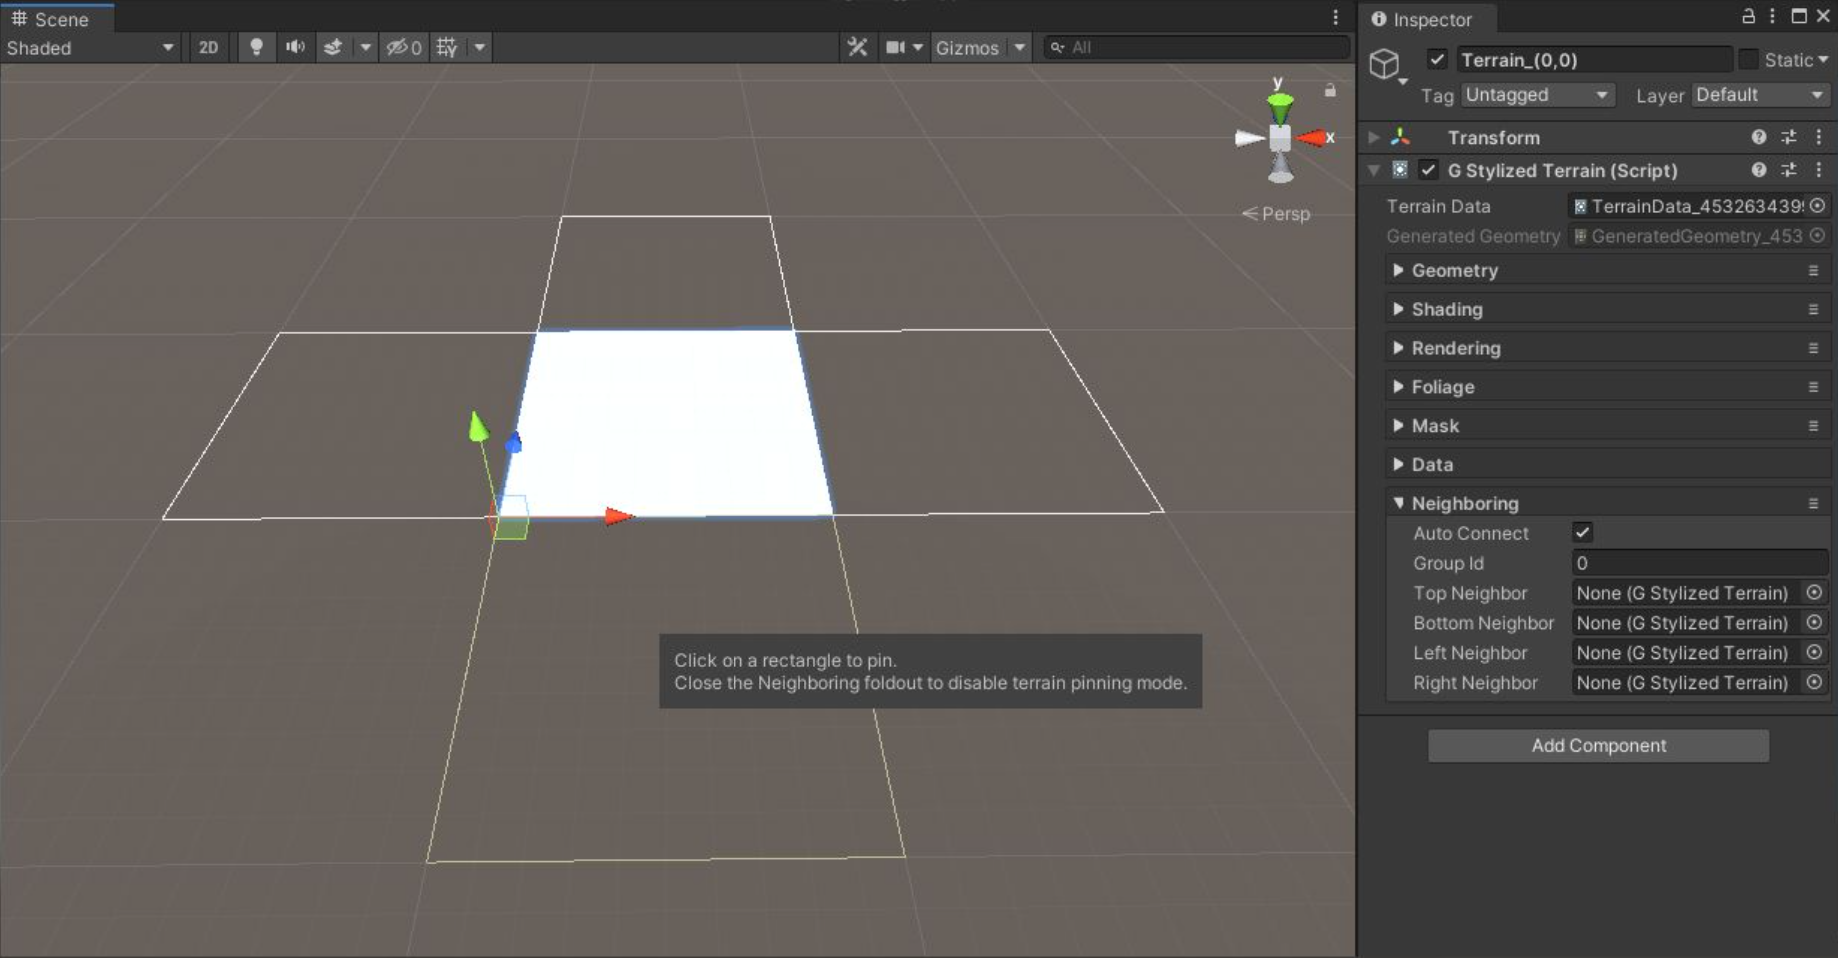 Scene
Shaded
2D
0
Gizmos
All
y
x
Persp
Click on a rectangle to pin.
Close the Neighboring foldout to disable terrain pinning mode.
Inspector
Terrain_(0,0)
Static
Tag Untagged
Layer Default
Transform
G Stylized Terrain (Script)
Terrain Data TerrainData_453263439
Generated Geometry GeneratedGeometry_453
Geometry
Shading
Rendering
Foliage
Mask
Data
Neighboring
Auto Connect
Group Id 0
Top Neighbor None (G Stylized Terrain)
Bottom Neighbor None (G Stylized Terrain)
Left Neighbor None (G Stylized Terrain)
Right Neighbor None (G Stylized Terrain)
Add Component